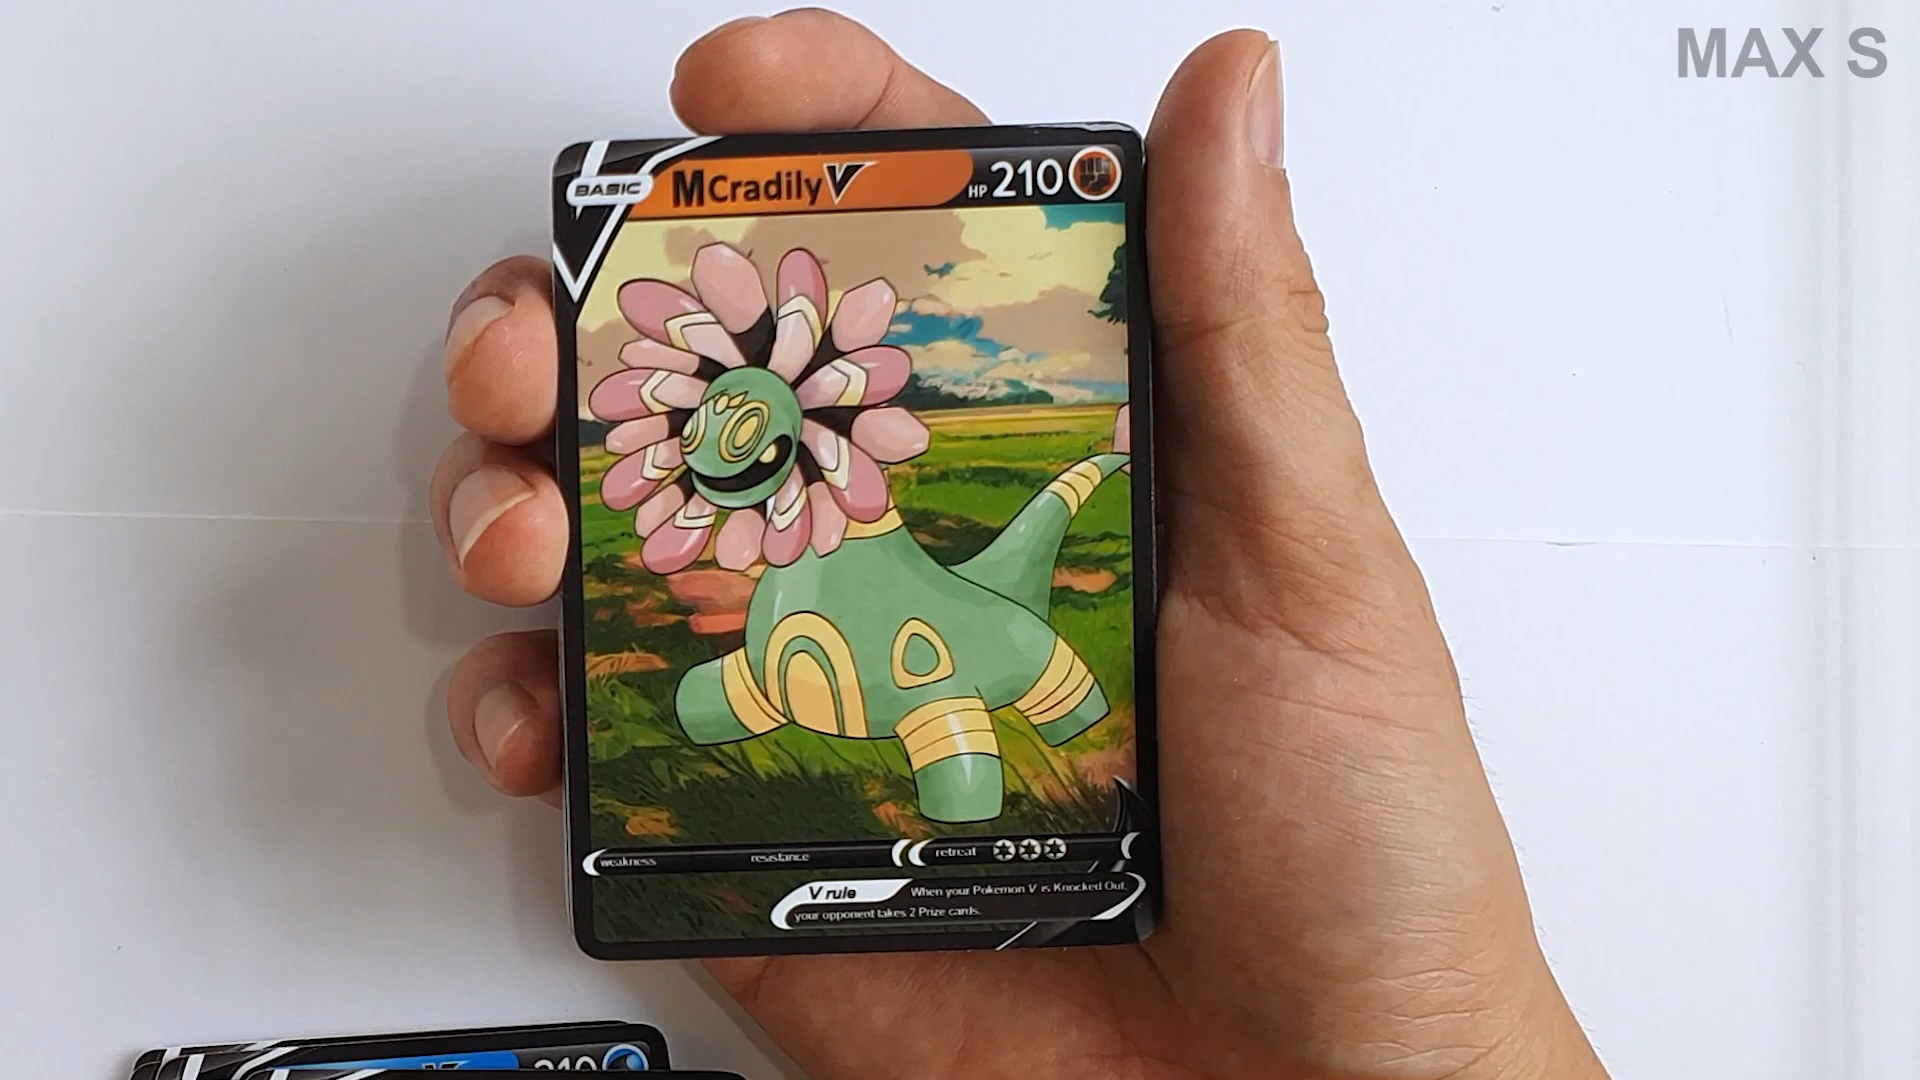 MAX S
BASIC
M Cradily V
HP 210
weakness resistance retreat
V rule When your Pokemon V is Knocked Out,
your opponent takes 2 Prize cards.
V 210